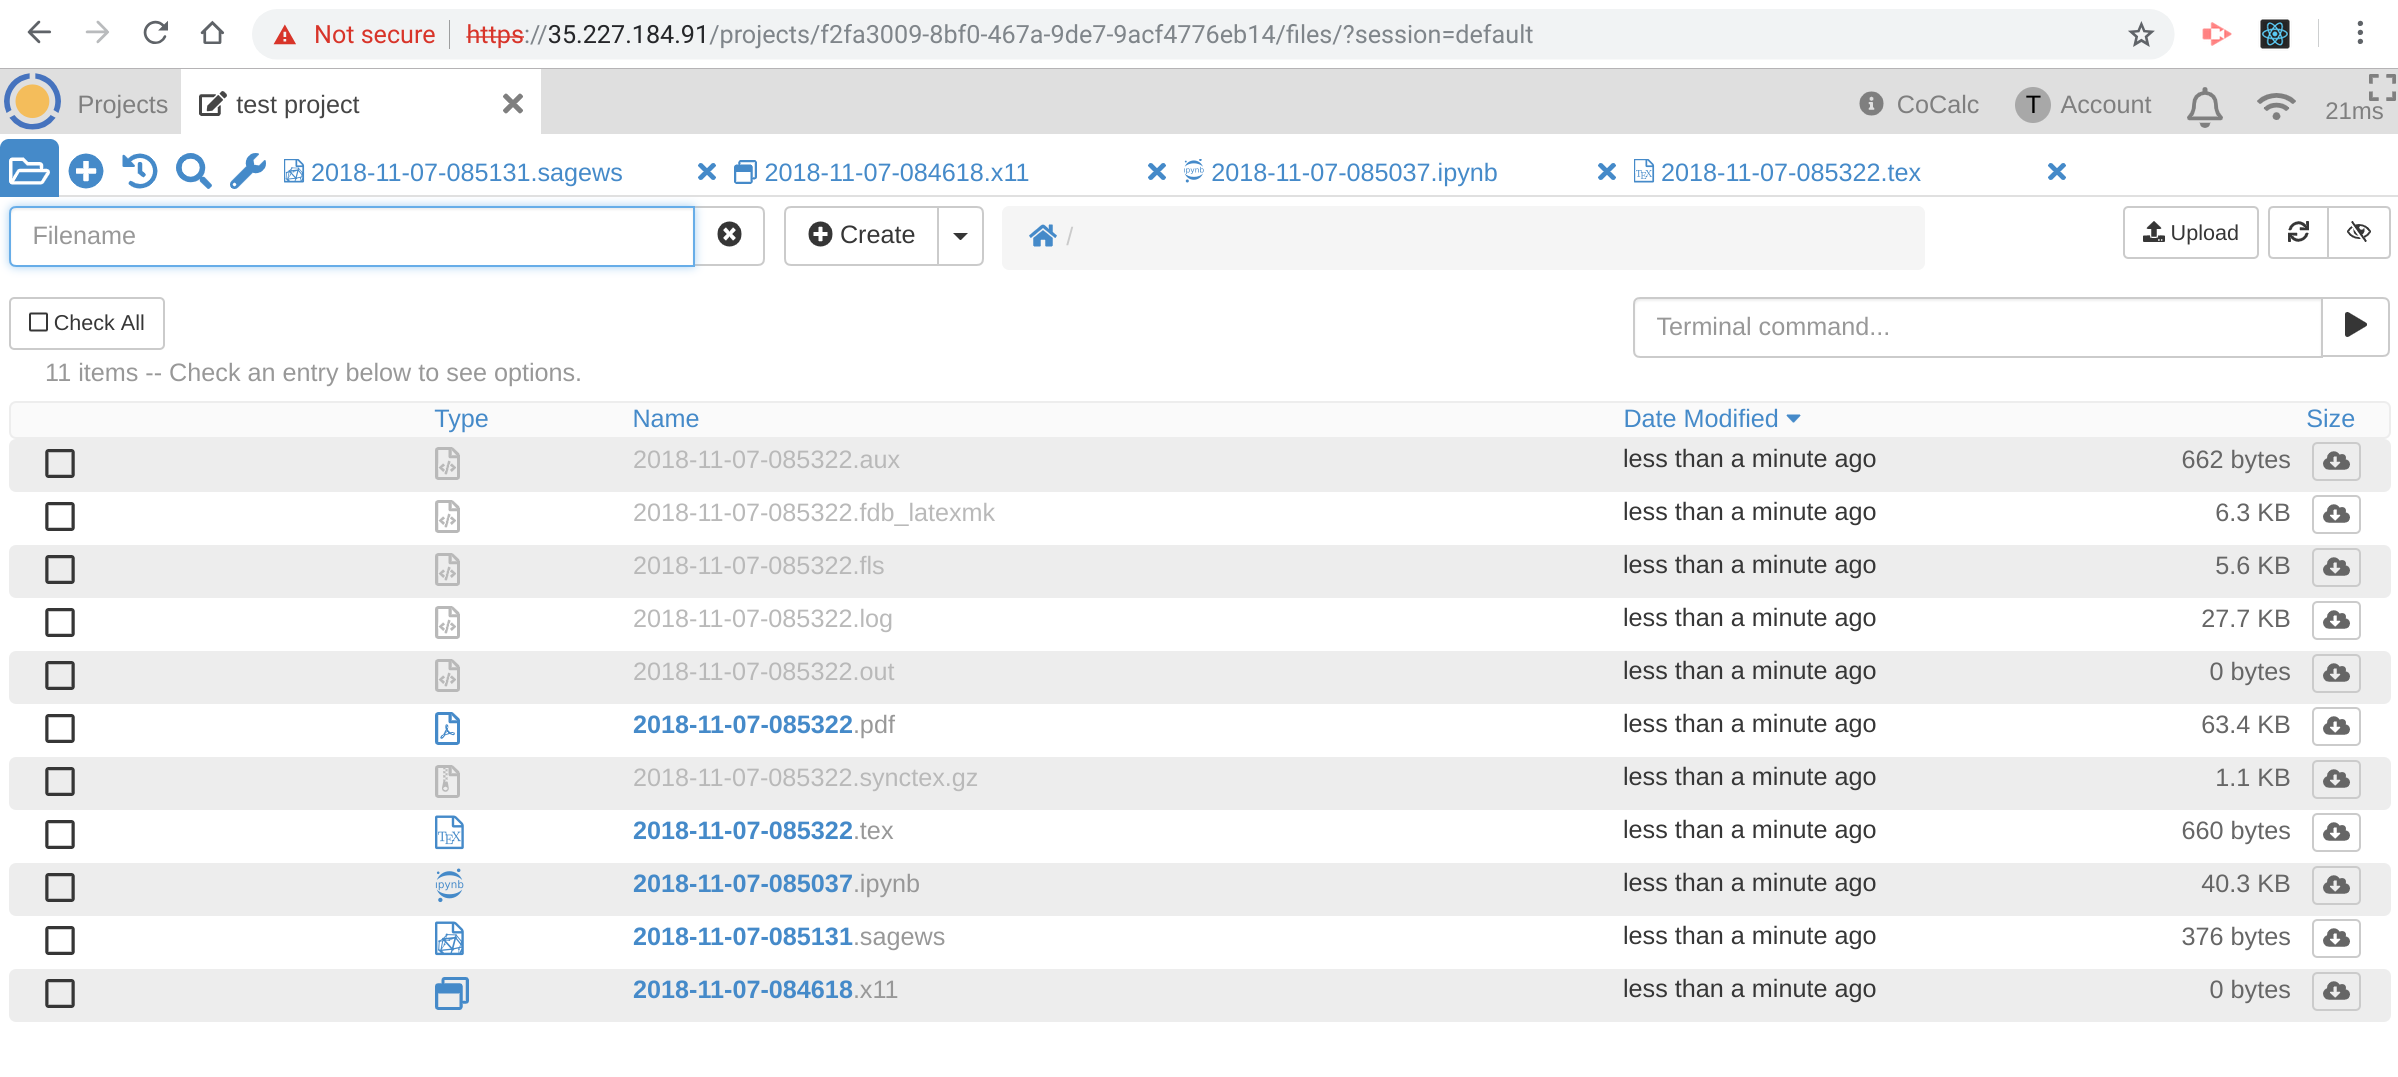 Not secure https://35.227.184.91/projects/f2fa3009-8bf0-467a-9de7-9acf4776eb14/files/?session=default
Projects test project CoCalc T Account 21ms
2018-11-07-085131.sagews 2018-11-07-084618.x11 ipynb 2018-11-07-085037.ipynb TEX 2018-11-07-085322.tex
Filename Create / Upload
Check All Terminal command...
11 items -- Check an entry below to see options.
Type Name Date Modified Size
2018-11-07-085322.aux less than a minute ago 662 bytes
2018-11-07-085322.fdb_latexmk less than a minute ago 6.3 KB
2018-11-07-085322.fls less than a minute ago 5.6 KB
2018-11-07-085322.log less than a minute ago 27.7 KB
2018-11-07-085322.out less than a minute ago 0 bytes
2018-11-07-085322.pdf less than a minute ago 63.4 KB
2018-11-07-085322.synctex.gz less than a minute ago 1.1 KB
TEX 2018-11-07-085322.tex less than a minute ago 660 bytes
ipynb 2018-11-07-085037.ipynb less than a minute ago 40.3 KB
2018-11-07-085131.sagews less than a minute ago 376 bytes
2018-11-07-084618.x11 less than a minute ago 0 bytes